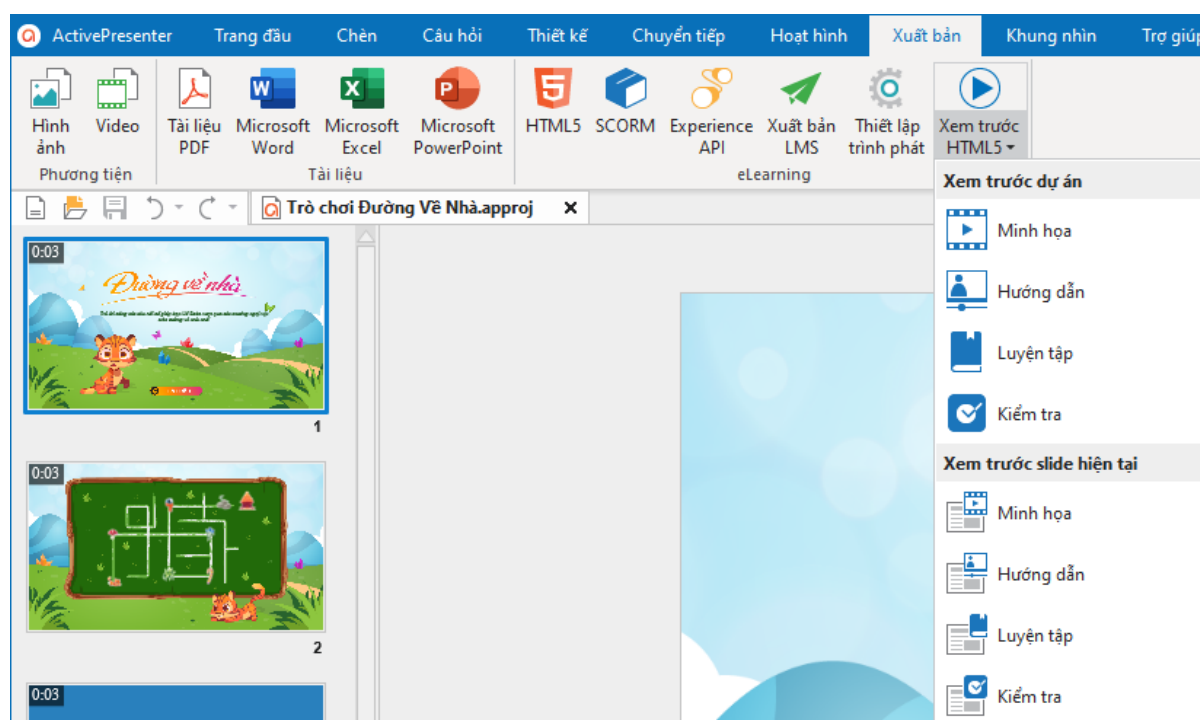 ActivePresenter Trang đầu Chèn Câu hỏi Thiết kế Chuyển tiếp Hoạt hình Xuất bản Khung nhìn Trợ giúp
Hình ảnh Video Tài liệu PDF Microsoft Word Microsoft Excel Microsoft PowerPoint HTML5 SCORM Experience API Xuất bản LMS Thiết lập trình phát Xem trước HTML5
Phương tiện Tài liệu eLearning
Trò chơi Đường Về Nhà.approj
Xem trước dự án
Minh họa
Hướng dẫn
Luyện tập
Kiểm tra
Xem trước slide hiện tại
Minh họa
Hướng dẫn
Luyện tập
Kiểm tra
0:03
Đường về nhà
1
0:03
2
0:03